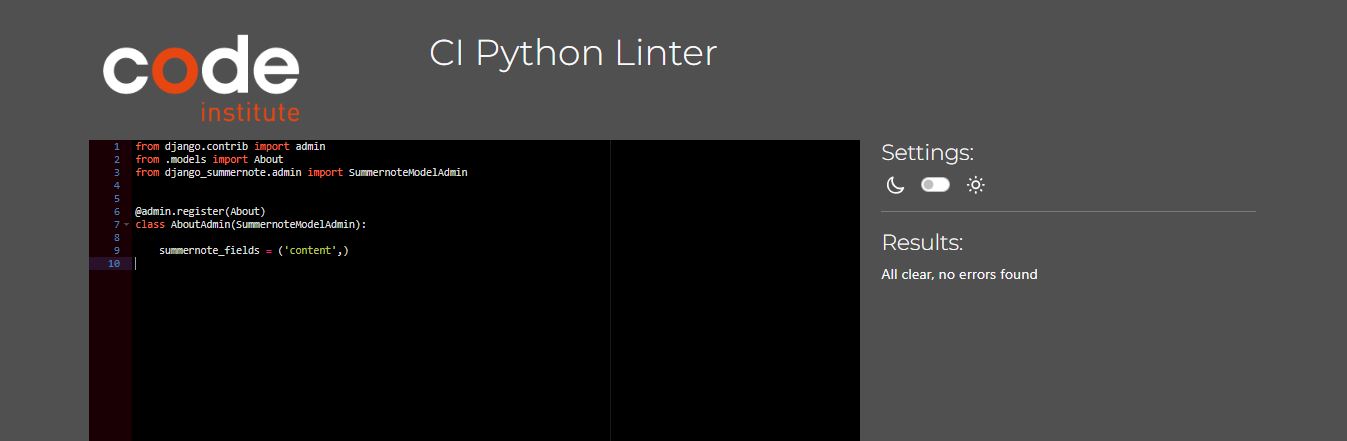 code
institute
CI Python Linter
1 from django.contrib import admin
2 from .models import About
3 from django_summernote.admin import SummernoteModelAdmin
4
5
6 @admin.register(About)
7 class AboutAdmin(SummernoteModelAdmin):
8
9     summernote_fields = ('content',)
10
Settings:
Results:
All clear, no errors found